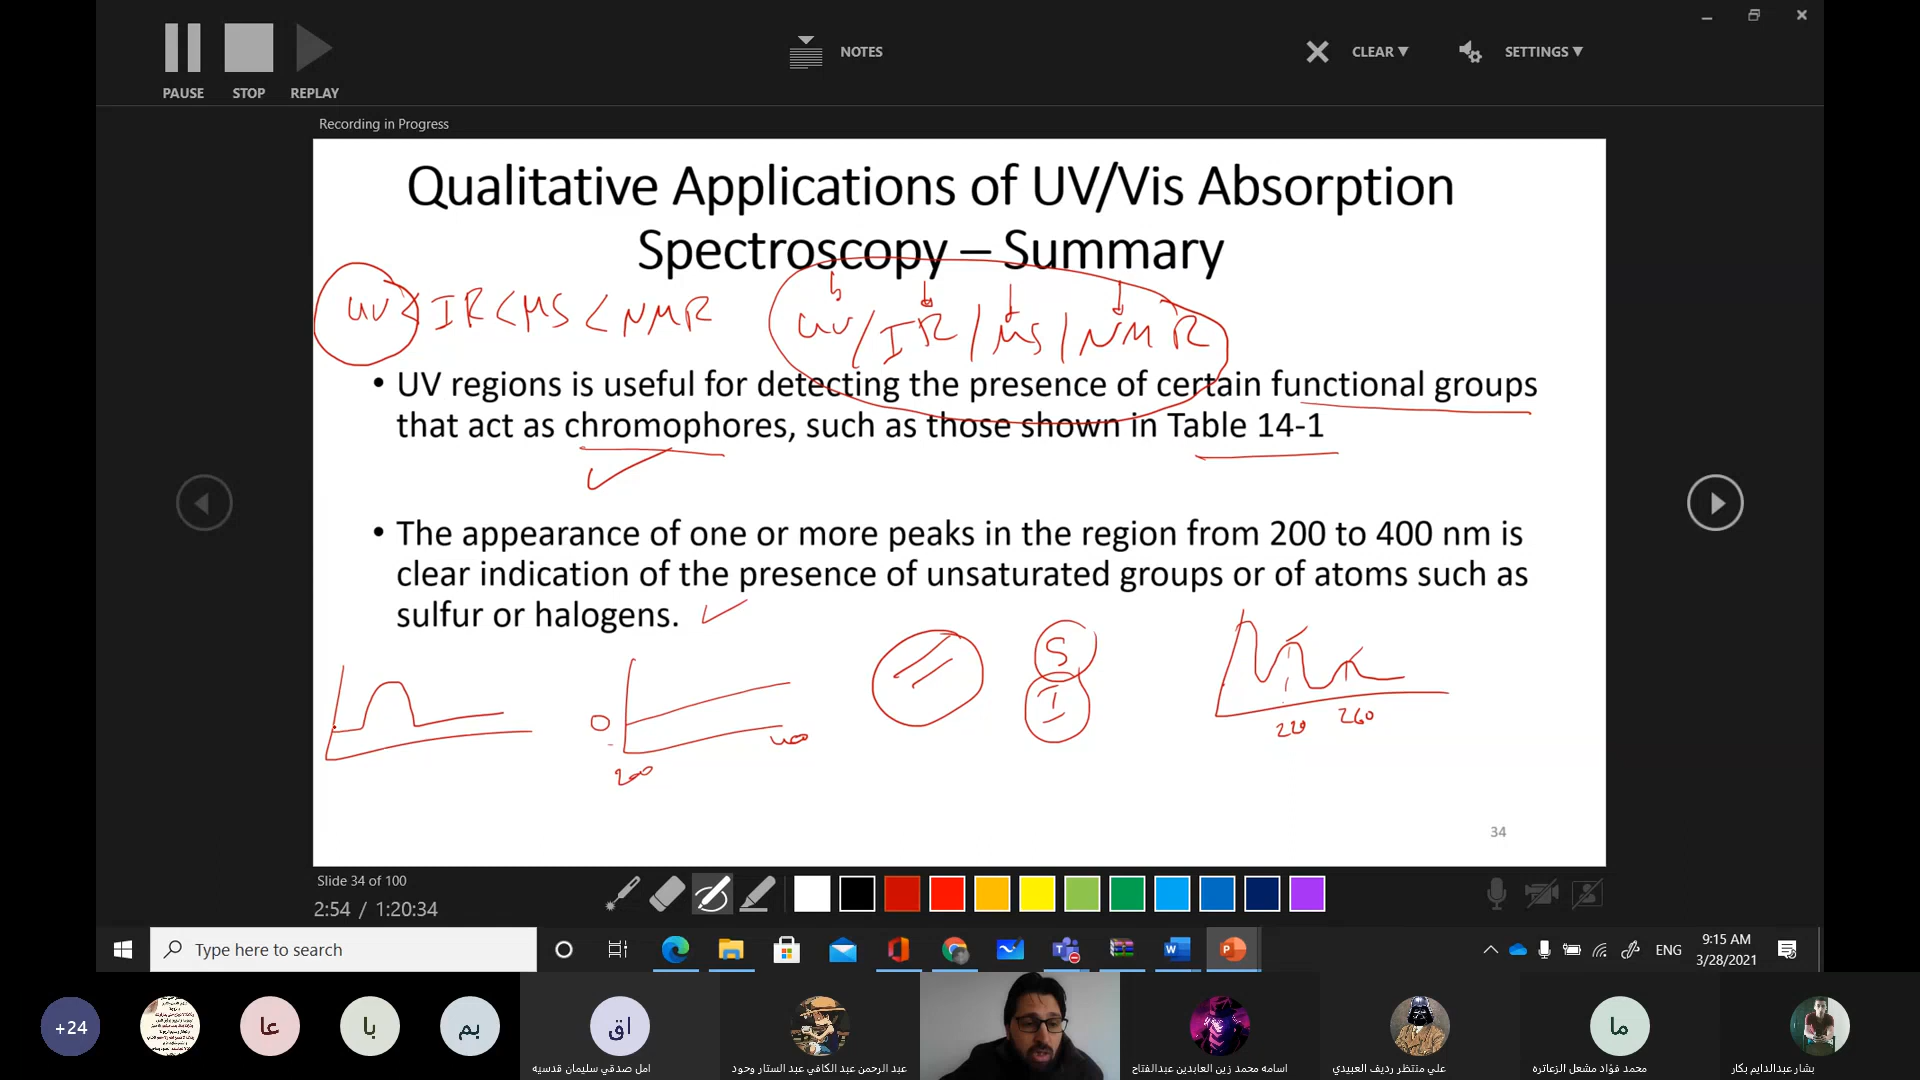 PAUSE
STOP
REPLAY
NOTES
CLEAR
SETTINGS
Recording in Progress
Qualitative Applications of UV/Vis Absorption
Spectroscopy – Summary
UV < IR < MS < NMR
UV / IR / MS / NMR
• UV regions is useful for detecting the presence of certain functional groups
that act as chromophores, such as those shown in Table 14-1
• The appearance of one or more peaks in the region from 200 to 400 nm is
clear indication of the presence of unsaturated groups or of atoms such as
sulfur or halogens.
S
I
0
200
400
220
260
34
Slide 34 of 100
2:54 / 1:20:34
Type here to search
ENG
9:15 AM
3/28/2021
+24
عا
با
بم
اق
امل صدقي سليمان قدسيه
عبد الرحمن عبد الكافي عبد الستار وحود
اسامه محمد زين العابدين عبدالفتاح
علي منتظر رديف العبيدي
ما
محمد فؤاد مشعل الزعاتره
بشار عبدالدايم بكار